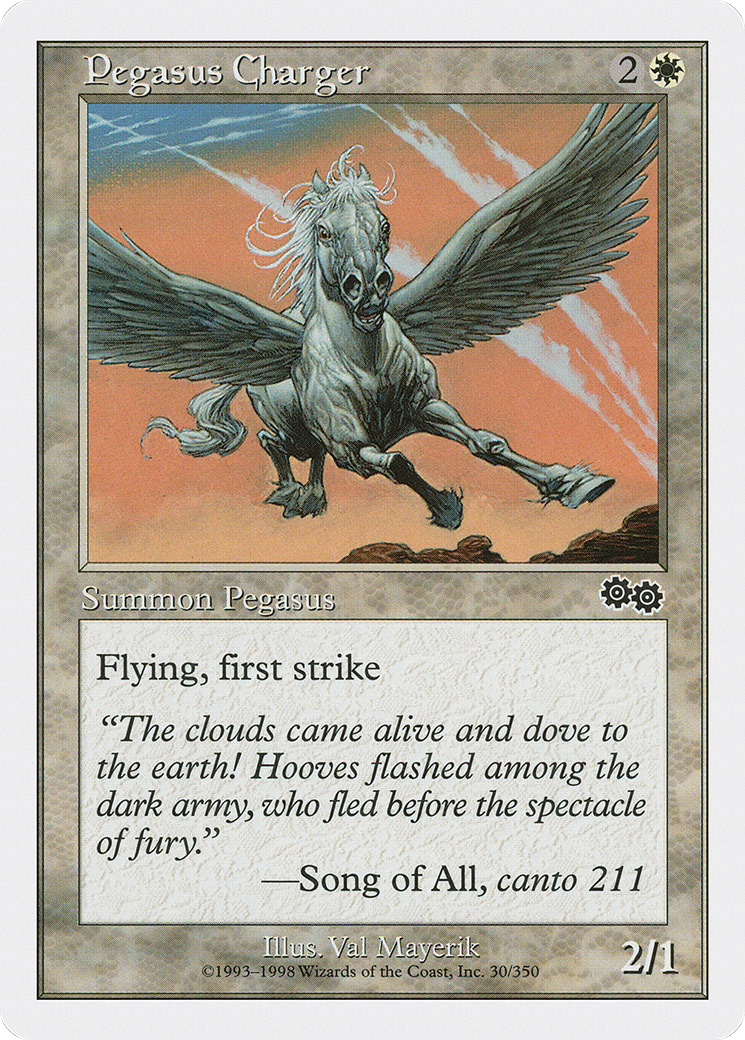 Pegasus Charger 2
Summon Pegasus
Flying, first strike
“The clouds came alive and dove to
the earth! Hooves flashed among the
dark army, who fled before the spectacle
of fury.”
—Song of All, canto 211
Illus. Val Mayerik
©1993–1998 Wizards of the Coast, Inc. 30/350
2/1